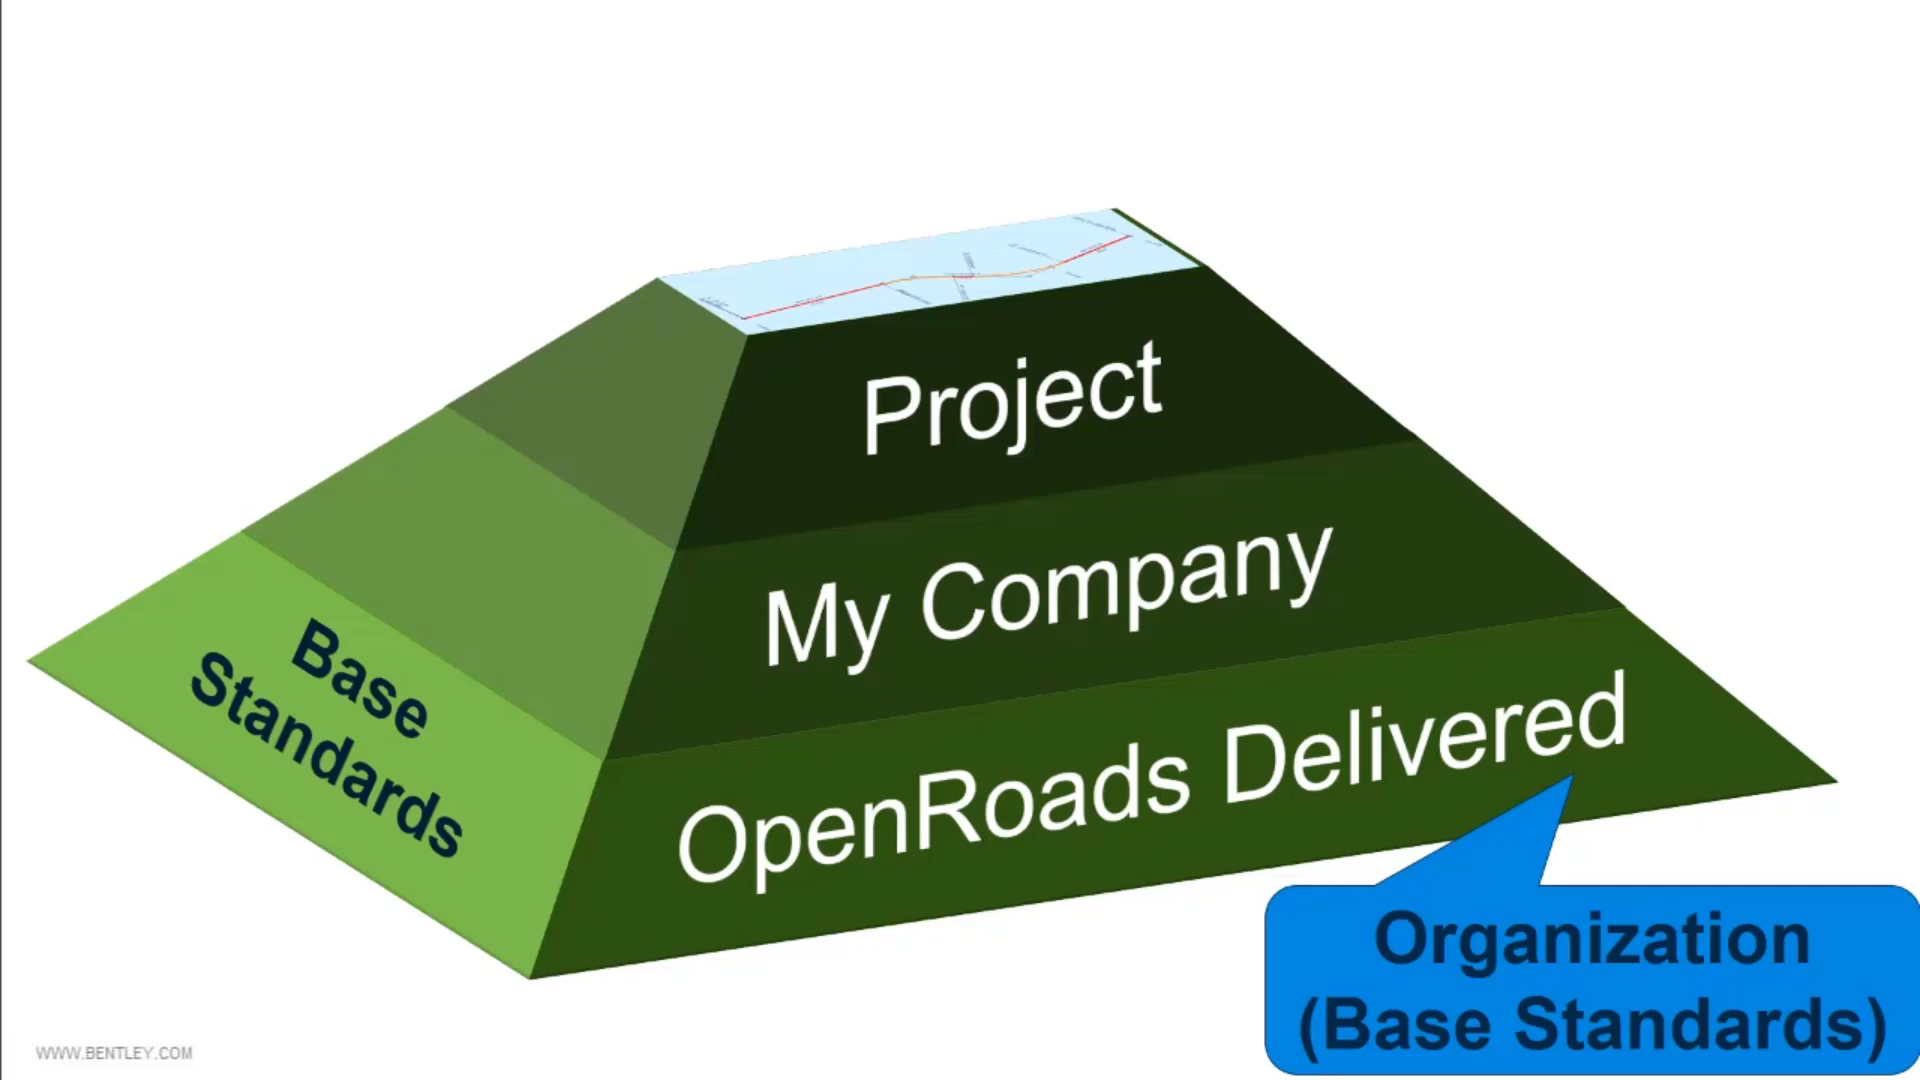 Project
My Company
Base
Standards
OpenRoads Delivered
Organization
(Base Standards)
WWW.BENTLEY.COM